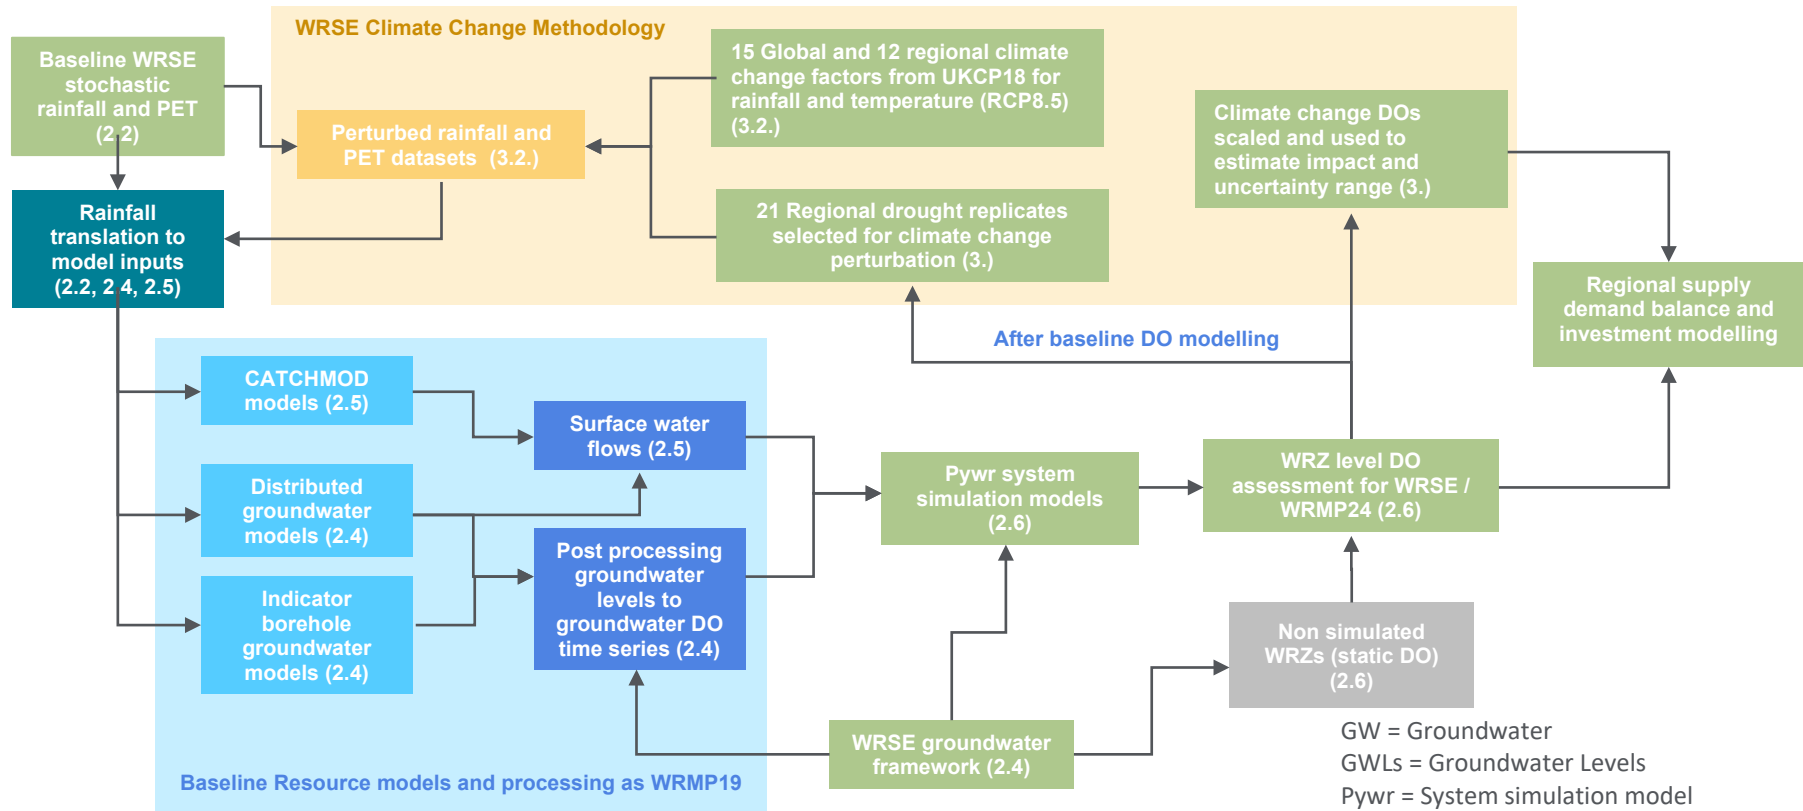 WRSE Climate Change Methodology
Baseline WRSE
stochastic
rainfall and PET
(2.2)
15 Global and 12 regional climate
change factors from UKCP18 for
rainfall and temperature (RCP8.5)
(3.2.)
Perturbed rainfall and
PET datasets (3.2.)
Climate change DOs
scaled and used to
estimate impact and
uncertainty range (3.)
Rainfall
translation to
model inputs
(2.2, 2.4, 2.5)
21 Regional drought replicates
selected for climate change
perturbation (3.)
Regional supply
demand balance and
investment modelling
After baseline DO modelling
CATCHMOD
models (2.5)
Surface water
flows (2.5)
Distributed
groundwater
models (2.4)
Pywr system
simulation models
(2.6)
WRZ level DO
assessment for WRSE /
WRMP24 (2.6)
Post processing
groundwater
levels to
groundwater DO
time series (2.4)
Indicator
borehole
groundwater
models (2.4)
Non simulated
WRZs (static DO)
(2.6)
WRSE groundwater
framework (2.4)
Baseline Resource models and processing as WRMP19
GW = Groundwater
GWLs = Groundwater Levels
Pywr = System simulation model